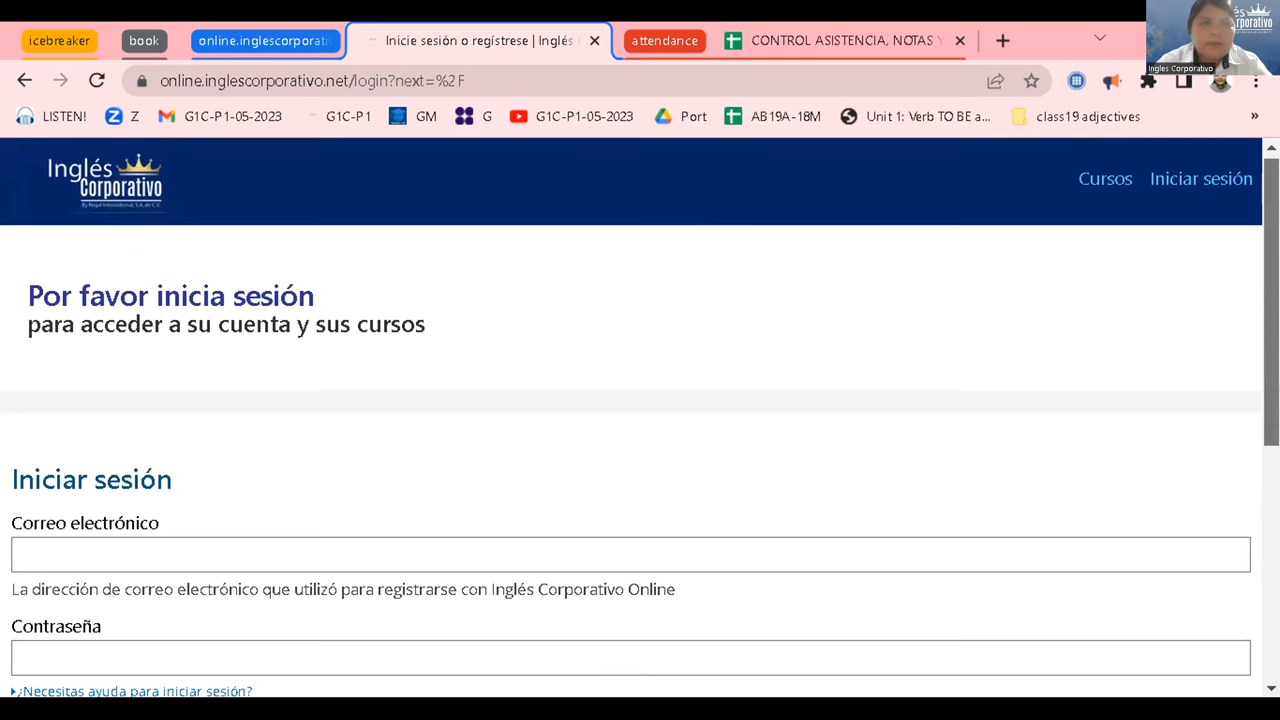 icebreaker
book
online.inglescorporati
Inicie sesión o regístrese | Inglés
attendance
CONTROL ASISTENCIA, NOTAS Y
online.inglescorporativo.net/login?next=%2F
LISTEN!
Z
G1C-P1-05-2023
G1C-P1
GM
G
G1C-P1-05-2023
Port
AB19A-18M
Unit 1: Verb TO BE a...
class19 adjectives
»
Inglés Corporativo
Inglés
Corporativo
Cursos
Iniciar sesión
Por favor inicia sesión
para acceder a su cuenta y sus cursos
Iniciar sesión
Correo electrónico
La dirección de correo electrónico que utilizó para registrarse con Inglés Corporativo Online
Contraseña
¿Necesitas ayuda para iniciar sesión?